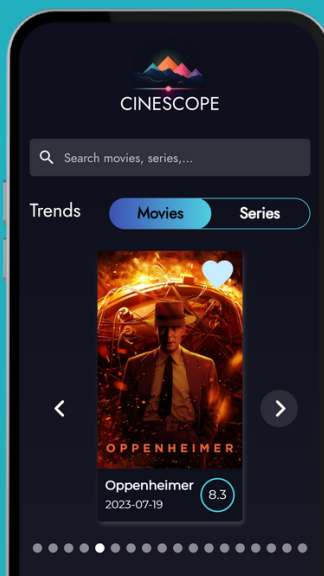 CINESCOPE
Search movies, series,...
Trends
Movies
Series
OPPENHEIMER
Oppenheimer
2023-07-19
8.3